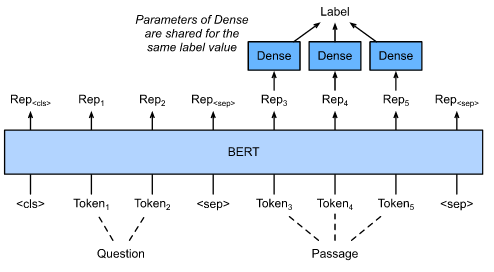 Parameters of Dense
are shared for the
same label value
Label
Dense Dense Dense
Rep<cls> Rep1 Rep2 Rep<sep> Rep3 Rep4 Rep5 Rep<sep>
BERT
<cls> Token1 Token2 <sep> Token3 Token4 Token5 <sep>
Question Passage